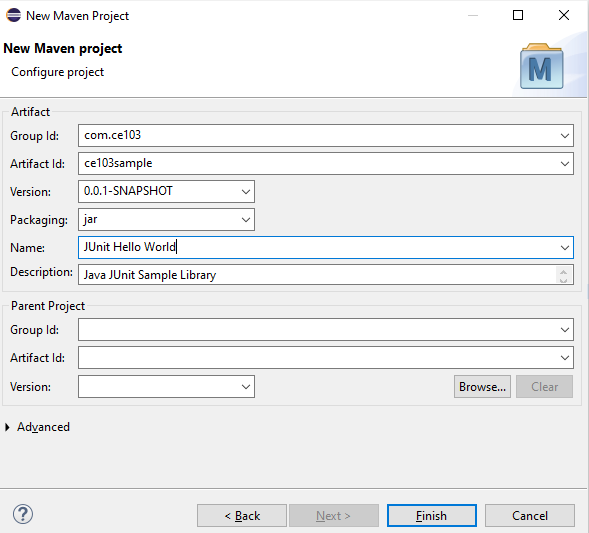 New Maven Project
New Maven project
Configure project
M
Artifact
Group Id: com.ce103
Artifact Id: ce103sample
Version: 0.0.1-SNAPSHOT
Packaging: jar
Name: JUnit Hello World
Description: Java JUnit Sample Library
Parent Project
Group Id:
Artifact Id:
Version: Browse... Clear
Advanced
? < Back Next > Finish Cancel